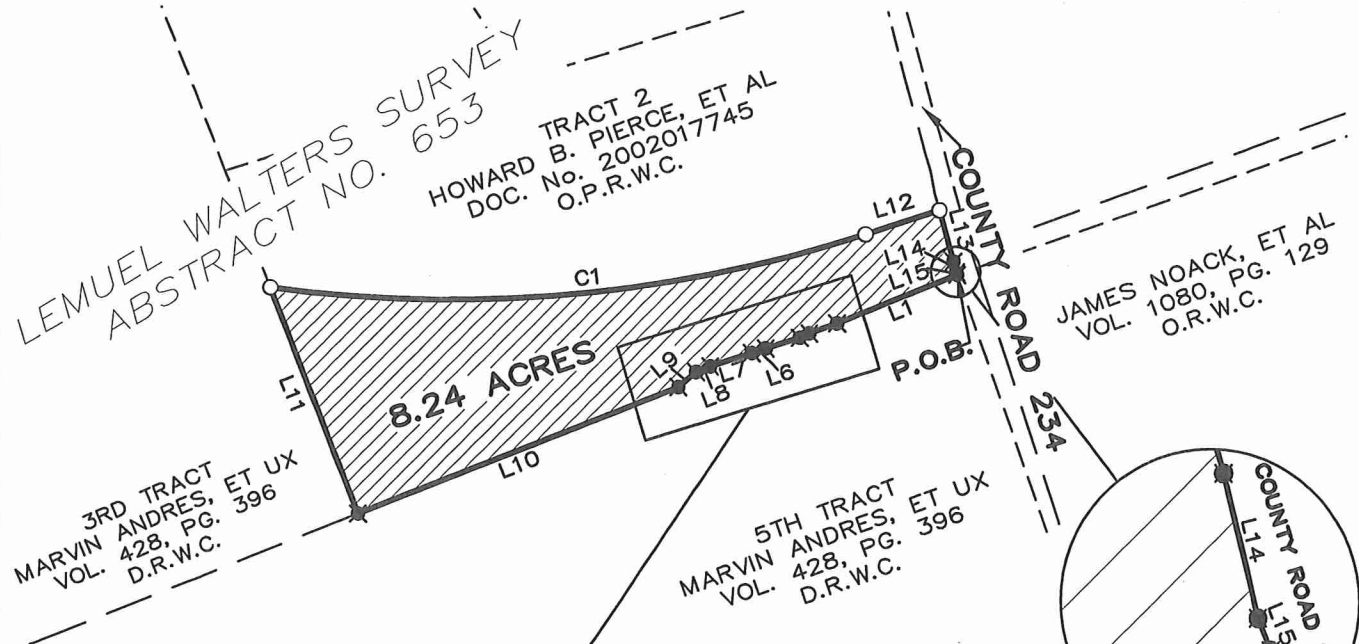 LEMUEL WALTERS SURVEY
ABSTRACT NO. 653
TRACT 2
HOWARD B. PIERCE, ET AL
DOC. No. 2002017745
O.P.R.W.C.
L12
COUNTY ROAD 234
L13
L14
L15
L1
C1
P.O.B.
JAMES NOACK, ET AL
VOL. 1080, PG. 129
O.R.W.C.
L11
8.24 ACRES
L9
L8
L7
L6
L10
3RD TRACT
MARVIN ANDRES, ET UX
VOL. 428, PG. 396
D.R.W.C.
5TH TRACT
MARVIN ANDRES, ET UX
VOL. 428, PG. 396
D.R.W.C.
COUNTY ROAD
L14
L15